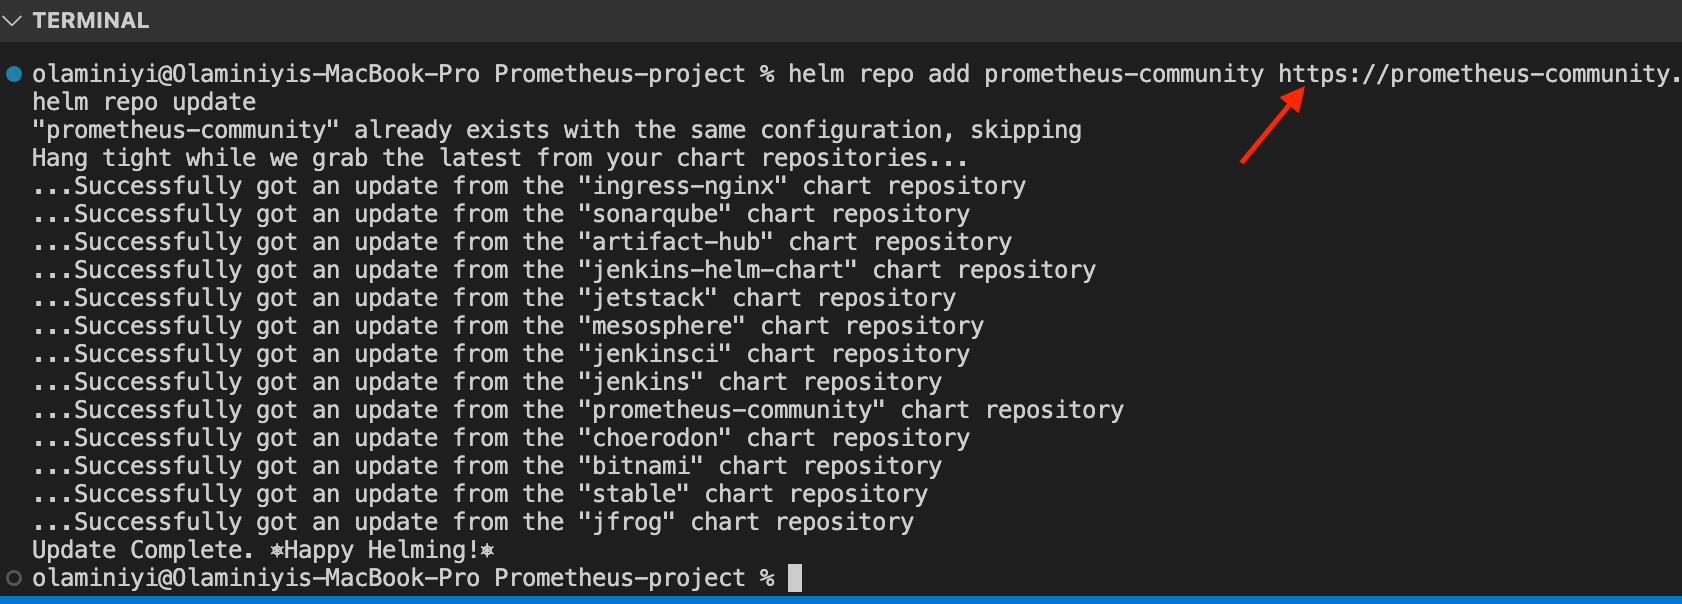 TERMINAL
olaminiyi@Olaminiyis-MacBook-Pro Prometheus-project % helm repo add prometheus-community https://prometheus-community.
helm repo update
"prometheus-community" already exists with the same configuration, skipping
Hang tight while we grab the latest from your chart repositories...
...Successfully got an update from the "ingress-nginx" chart repository
...Successfully got an update from the "sonarqube" chart repository
...Successfully got an update from the "artifact-hub" chart repository
...Successfully got an update from the "jenkins-helm-chart" chart repository
...Successfully got an update from the "jetstack" chart repository
...Successfully got an update from the "mesosphere" chart repository
...Successfully got an update from the "jenkinsci" chart repository
...Successfully got an update from the "jenkins" chart repository
...Successfully got an update from the "prometheus-community" chart repository
...Successfully got an update from the "choerodon" chart repository
...Successfully got an update from the "bitnami" chart repository
...Successfully got an update from the "stable" chart repository
...Successfully got an update from the "jfrog" chart repository
Update Complete. ⎈Happy Helming!⎈
olaminiyi@Olaminiyis-MacBook-Pro Prometheus-project %